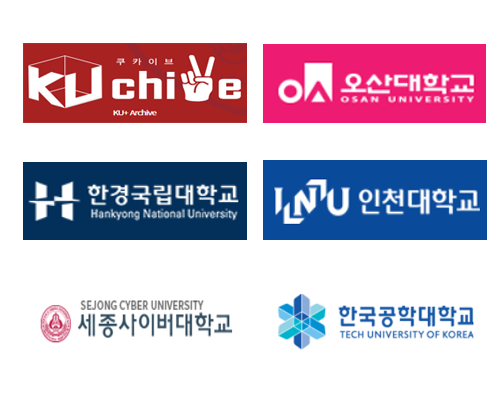 쿠카이브
KU chive
KU+ Archive
오산대학교
OSAN UNIVERSITY
한경국립대학교
Hankyong National University
INU 인천대학교
SEJONG CYBER UNIVERSITY
세종사이버대학교
한국공학대학교
TECH UNIVERSITY OF KOREA